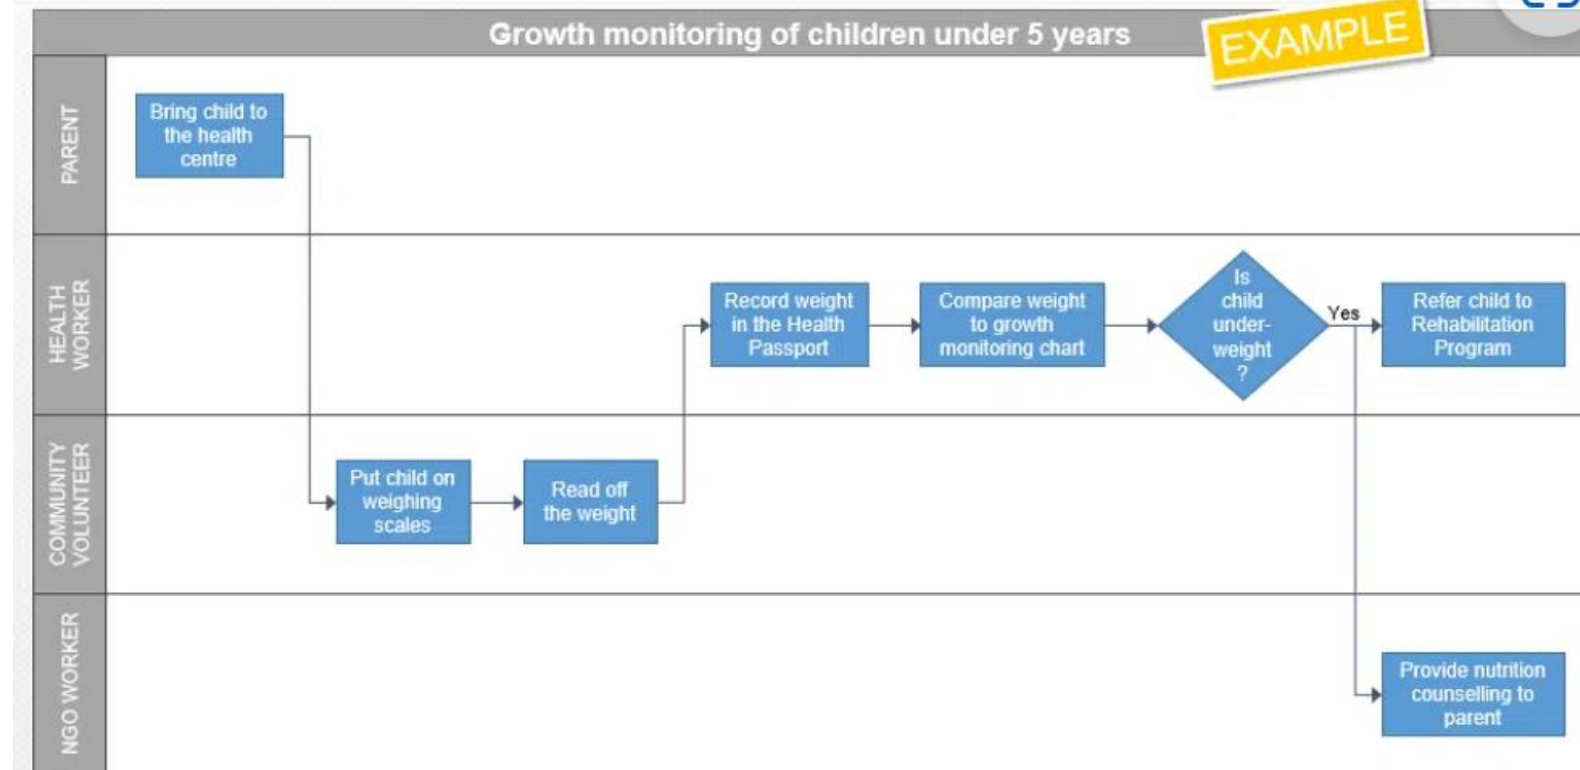 Growth monitoring of children under 5 years
EXAMPLE
PARENT
Bring child to
the health
centre
HEALTH
WORKER
Record weight
in the Health
Passport
Compare weight
to growth
monitoring chart
Is
child
under-
weight
?
Yes
Refer child to
Rehabilitation
Program
COMMUNITY
VOLUNTEER
Put child on
weighing
scales
Read off
the weight
NGO WORKER
Provide nutrition
counselling to
parent